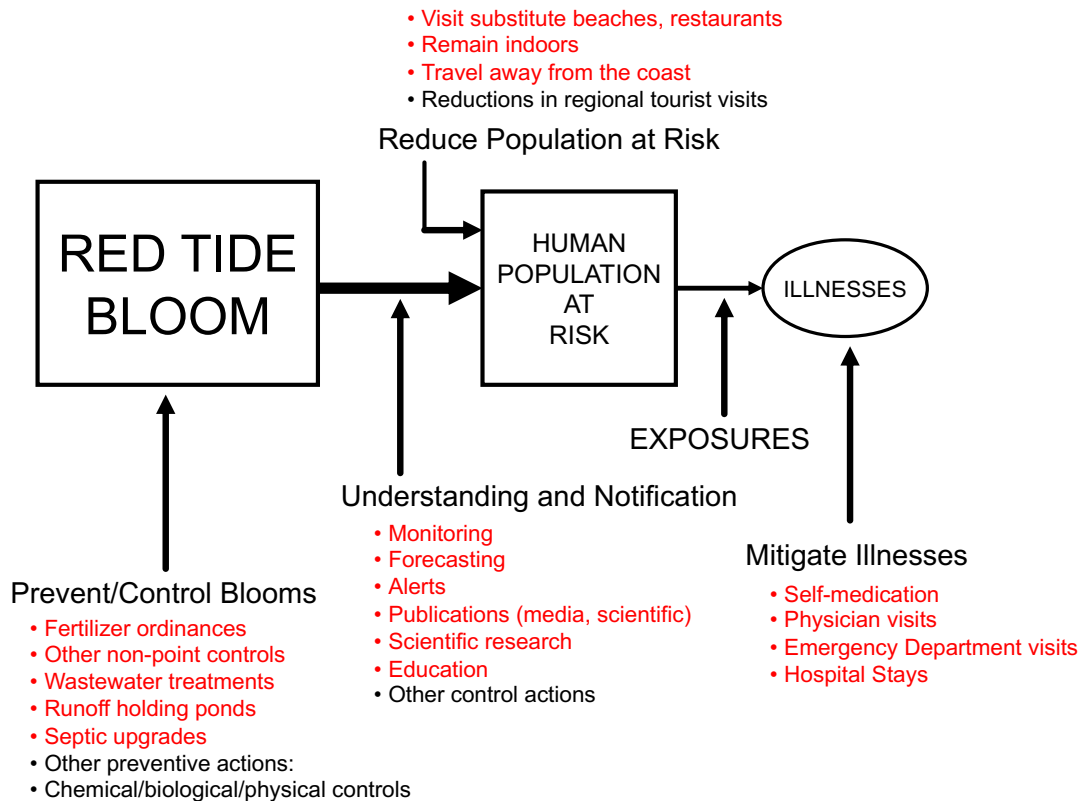 • Visit substitute beaches, restaurants
• Remain indoors
• Travel away from the coast
• Reductions in regional tourist visits
Reduce Population at Risk
RED TIDE
BLOOM
HUMAN
POPULATION
AT
RISK
ILLNESSES
EXPOSURES
Understanding and Notification
• Monitoring
• Forecasting
• Alerts
• Publications (media, scientific)
• Scientific research
• Education
• Other control actions
Mitigate Illnesses
• Self-medication
• Physician visits
• Emergency Department visits
• Hospital Stays
Prevent/Control Blooms
• Fertilizer ordinances
• Other non-point controls
• Wastewater treatments
• Runoff holding ponds
• Septic upgrades
• Other preventive actions:
• Chemical/biological/physical controls